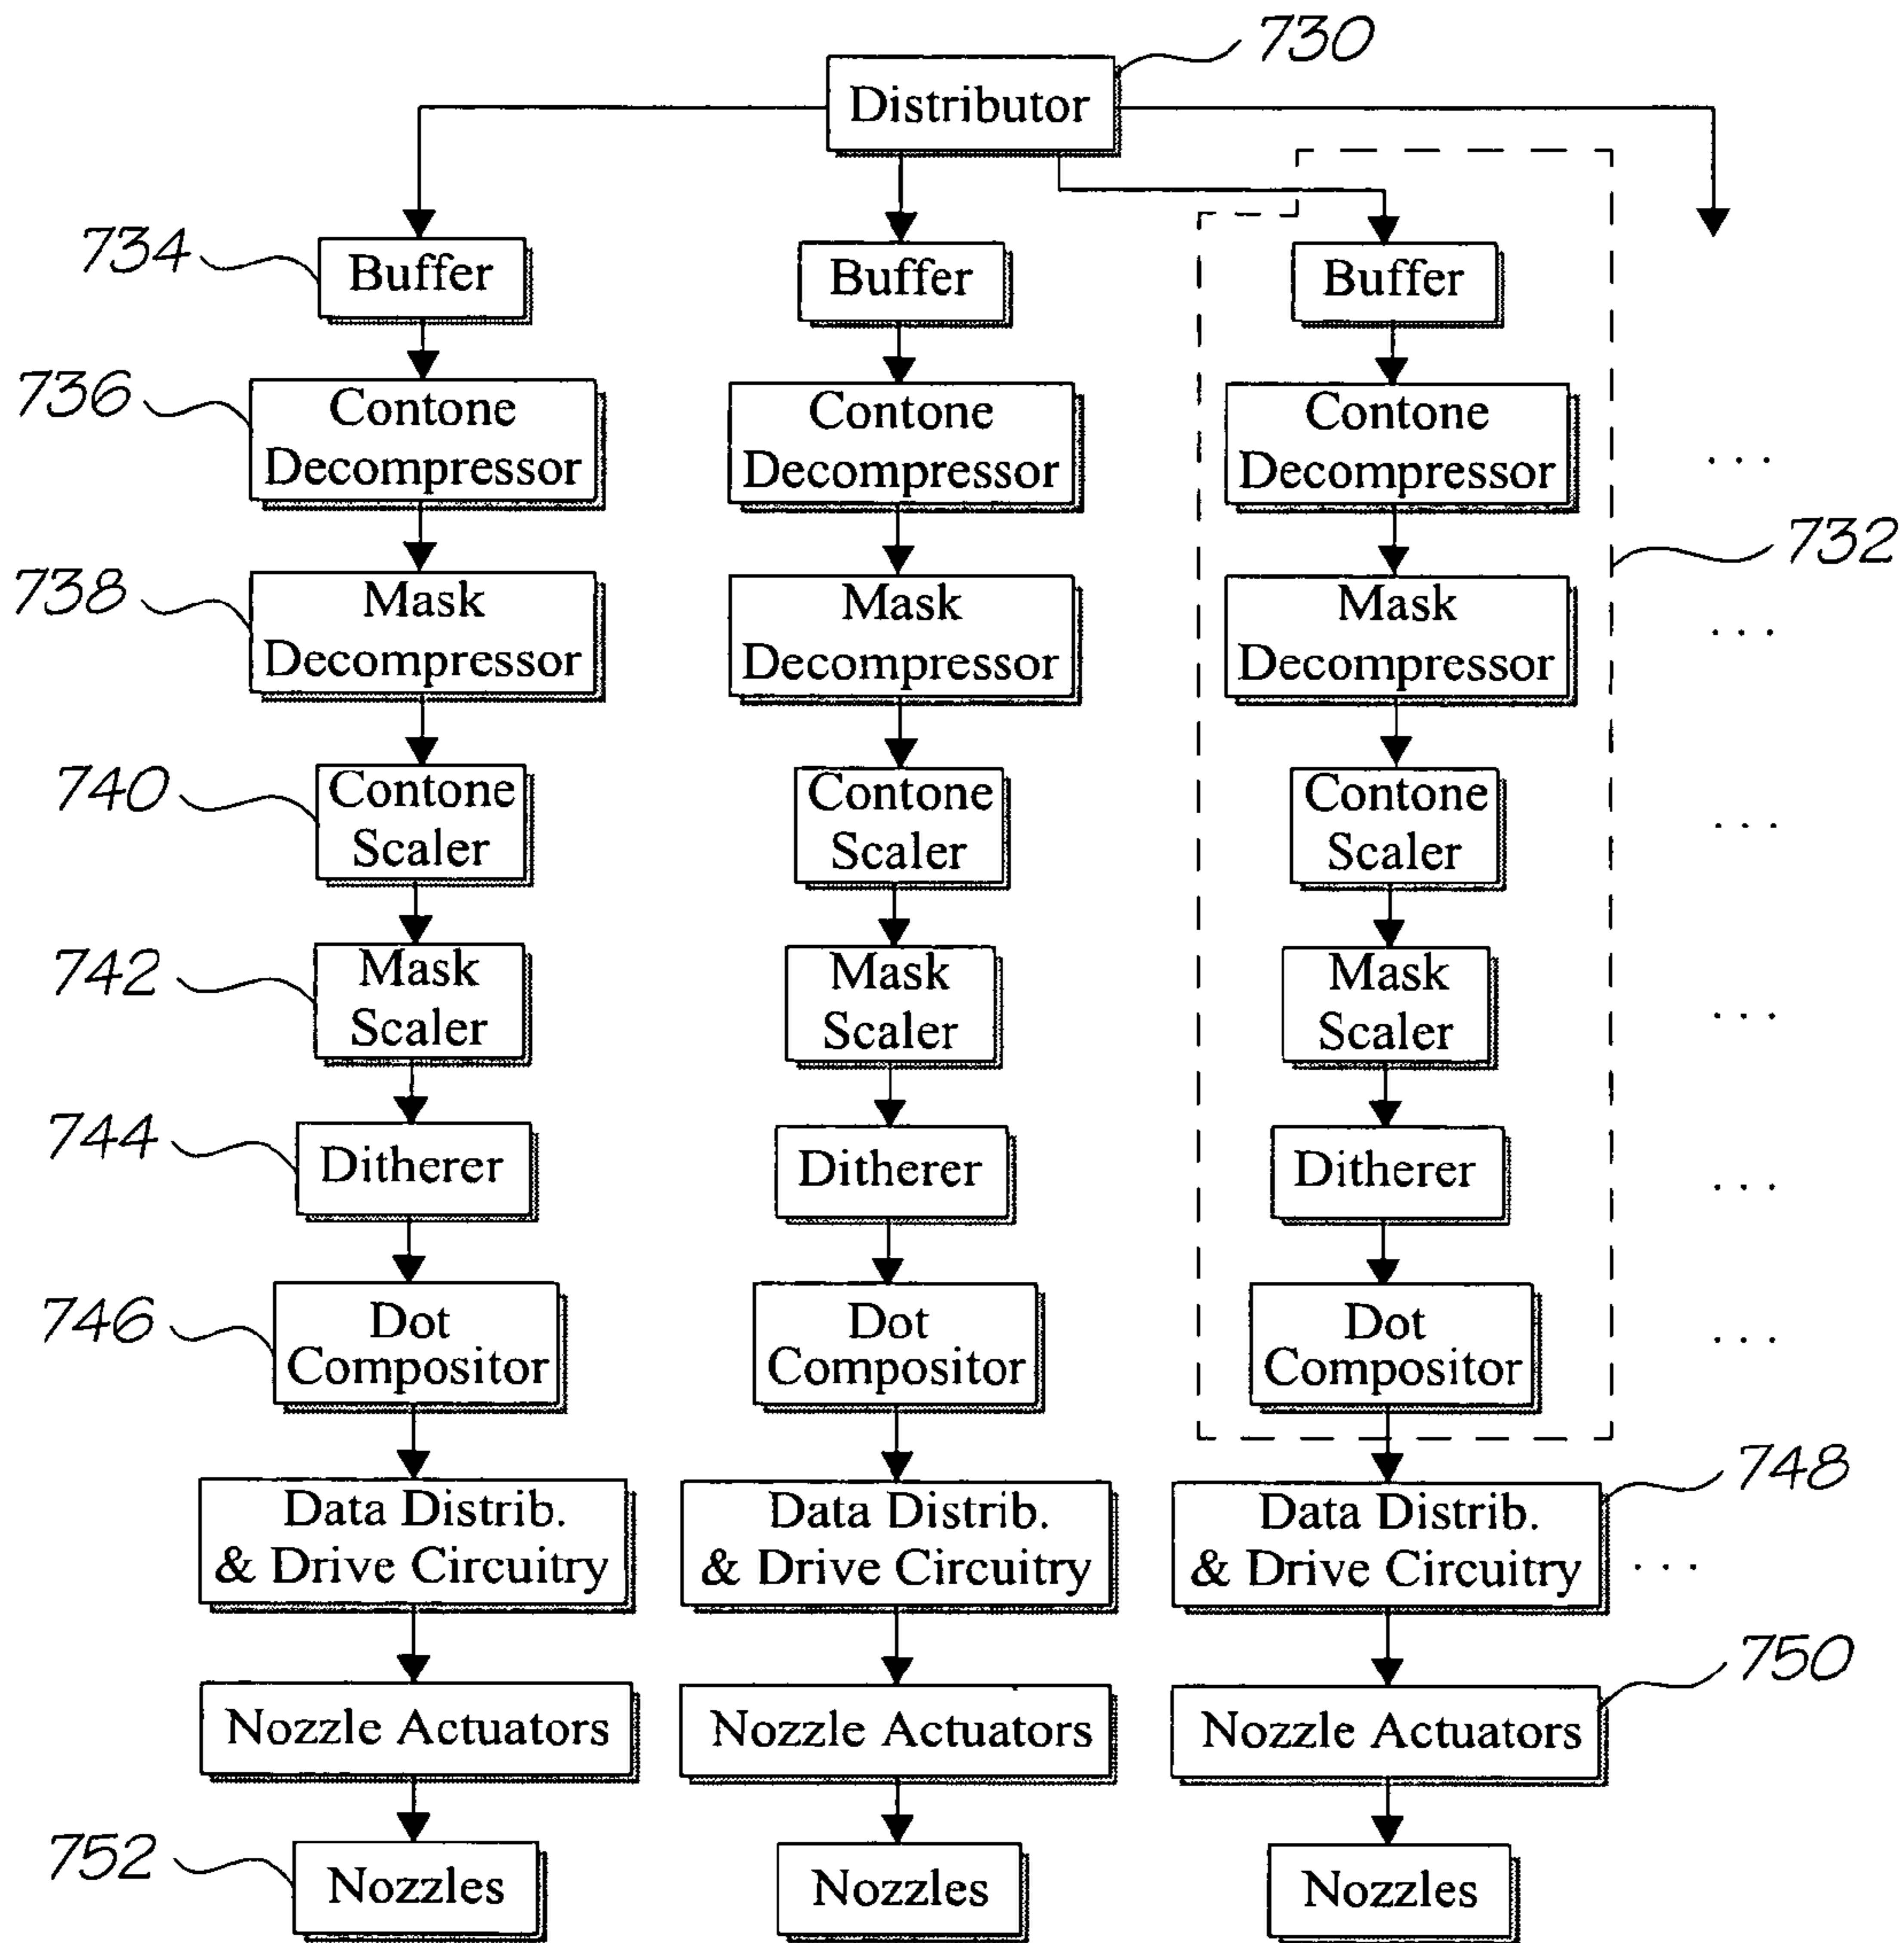 730
Distributor
734
Buffer
Buffer
Buffer
736
Contone
Decompressor
Contone
Decompressor
Contone
Decompressor
. . .
732
738
Mask
Decompressor
Mask
Decompressor
Mask
Decompressor
. . .
740
Contone
Scaler
Contone
Scaler
Contone
Scaler
. . .
742
Mask
Scaler
Mask
Scaler
Mask
Scaler
. . .
744
Ditherer
Ditherer
Ditherer
. . .
746
Dot
Compositor
Dot
Compositor
Dot
Compositor
. . .
748
Data Distrib.
& Drive Circuitry
Data Distrib.
& Drive Circuitry
Data Distrib.
& Drive Circuitry
. . .
750
Nozzle Actuators
Nozzle Actuators
Nozzle Actuators
752
Nozzles
Nozzles
Nozzles